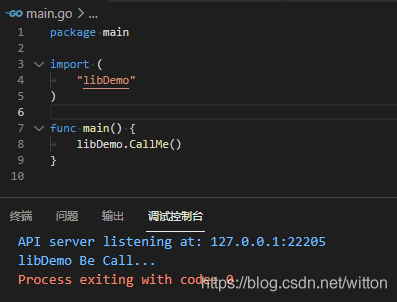 GO main.go > ...
1 package main
2
3 import (
4 "libDemo"
5 )
6
7 func main() {
8 libDemo.CallMe()
9 }
10
终端 问题 输出 调试控制台
API server listening at: 127.0.0.1:22205
libDemo Be Call...
Process exiting with code: 0
https://blog.csdn.net/witton